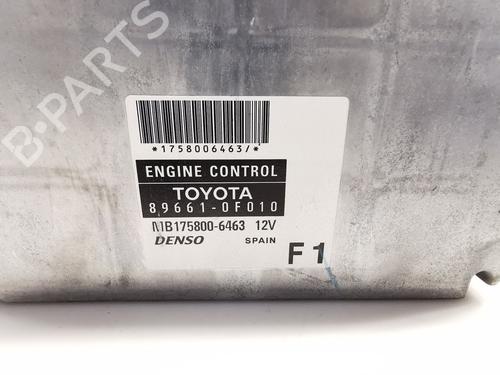 B-PARTS
*1758006463/*
ENGINE CONTROL
TOYOTA
89661-0F010
MB175800-6463 12V
DENSO SPAIN
F1